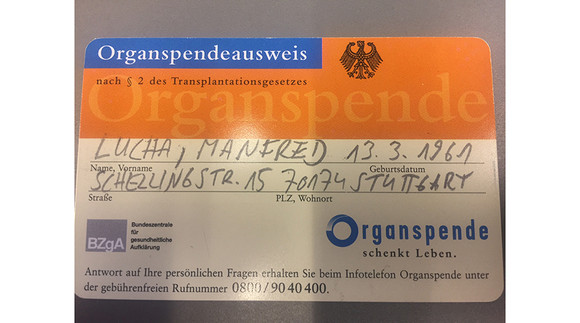 Organspendeausweis
nach § 2 des Transplantationsgesetzes
Organspende
LUCHA, MANFRED 13.3.1961
Name, Vorname Geburtsdatum
SCHELLINGSTR. 15 70174 STUTTGART
Straße PLZ, Wohnort
BZgA
Bundeszentrale
für
gesundheitliche
Aufklärung
Organspende
schenkt Leben.
Antwort auf Ihre persönlichen Fragen erhalten Sie beim Infotelefon Organspende unter
der gebührenfreien Rufnummer 0800/90 40 400.